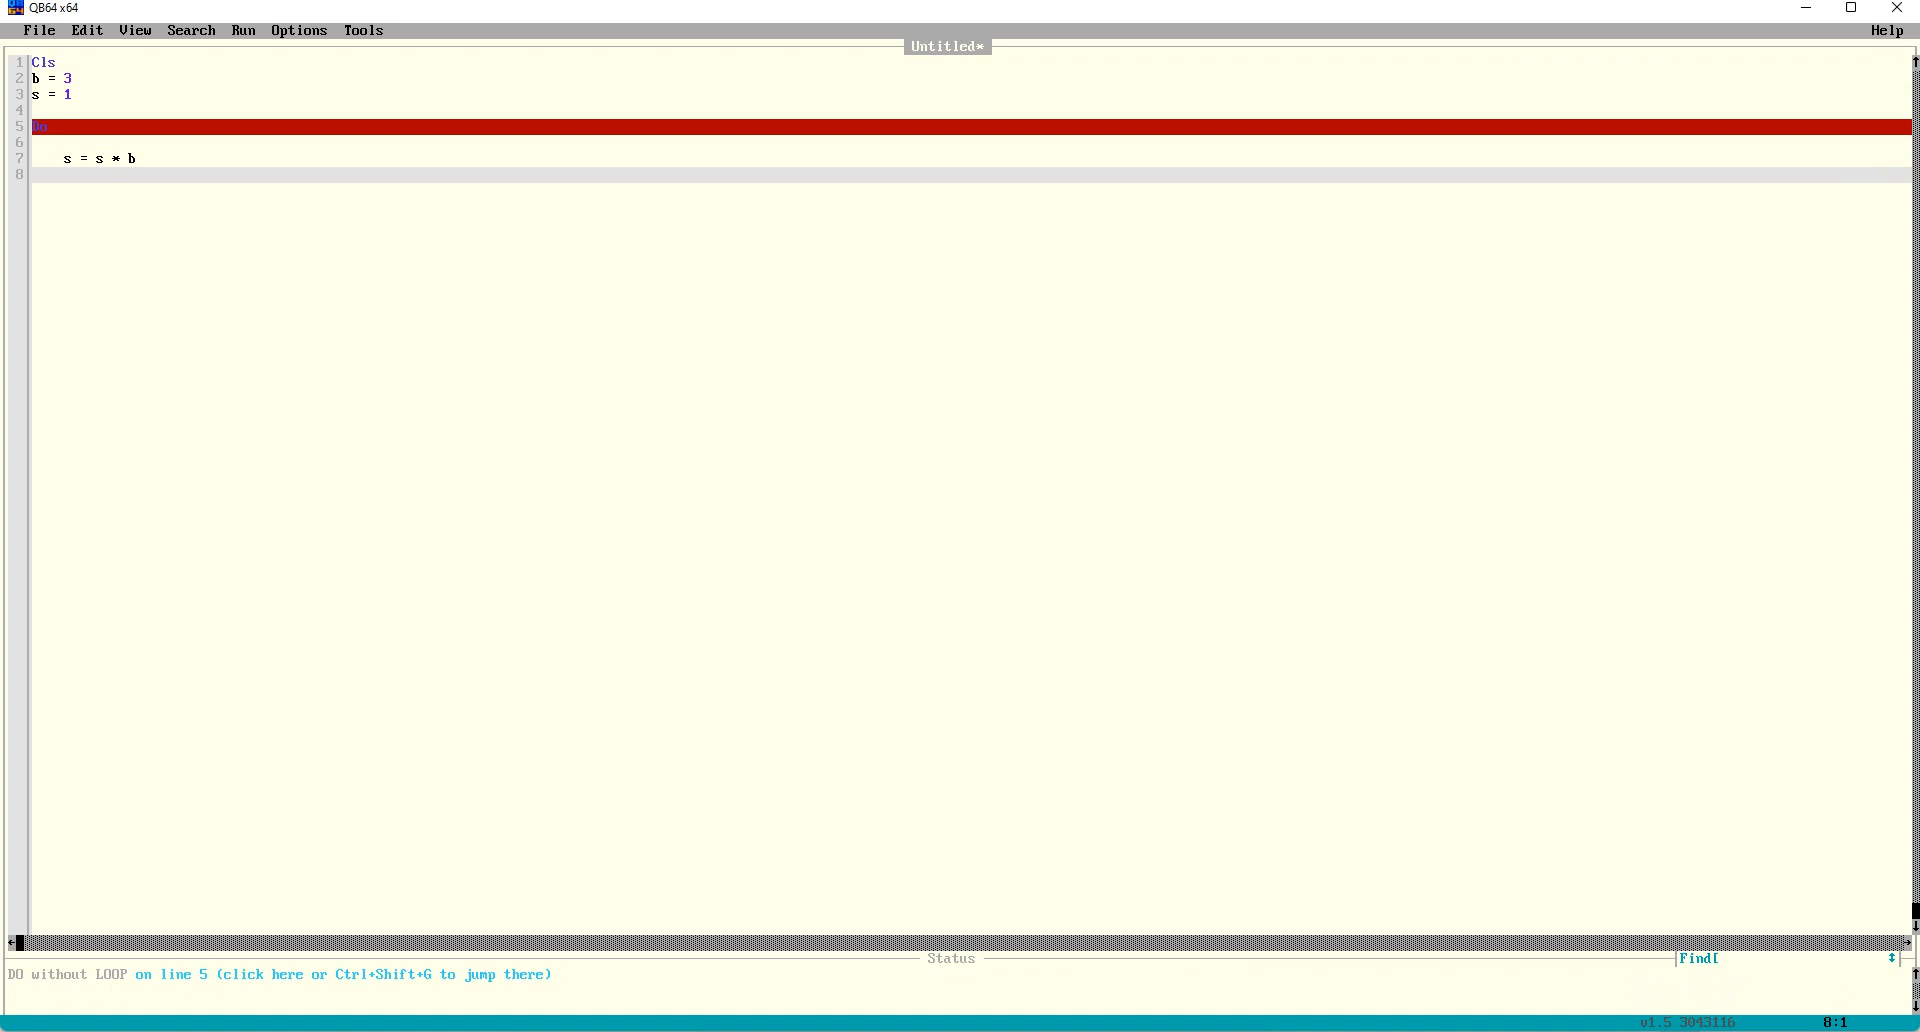 QB64 x64
File Edit View Search Run Options Tools Help
Untitled*
1 Cls
2 b = 3
3 s = 1
4
5 Do
6
7 s = s * b
8
Status
Find[
DO without LOOP on line 5 (click here or Ctrl+Shift+G to jump there)
v1.5 3043116 8:1